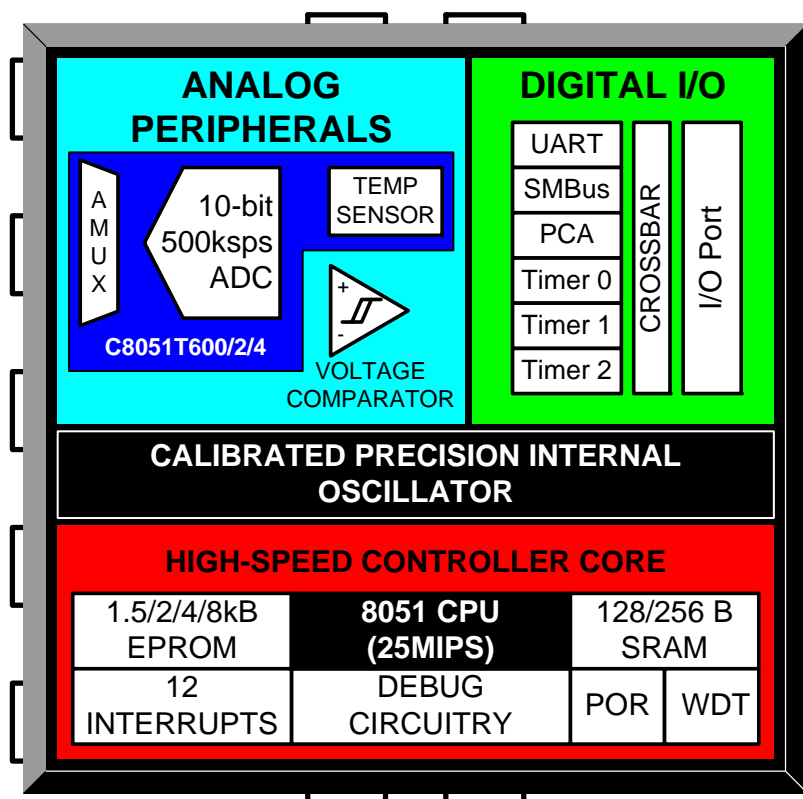 ANALOG
PERIPHERALS
A
M
U
X
10-bit
500ksps
ADC
TEMP
SENSOR
+
-
C8051T600/2/4
VOLTAGE
COMPARATOR
DIGITAL I/O
UART
SMBus
PCA
Timer 0
Timer 1
Timer 2
CROSSBAR
I/O Port
CALIBRATED PRECISION INTERNAL
OSCILLATOR
HIGH-SPEED CONTROLLER CORE
1.5/2/4/8kB
EPROM
8051 CPU
(25MIPS)
128/256 B
SRAM
12
INTERRUPTS
DEBUG
CIRCUITRY
POR
WDT